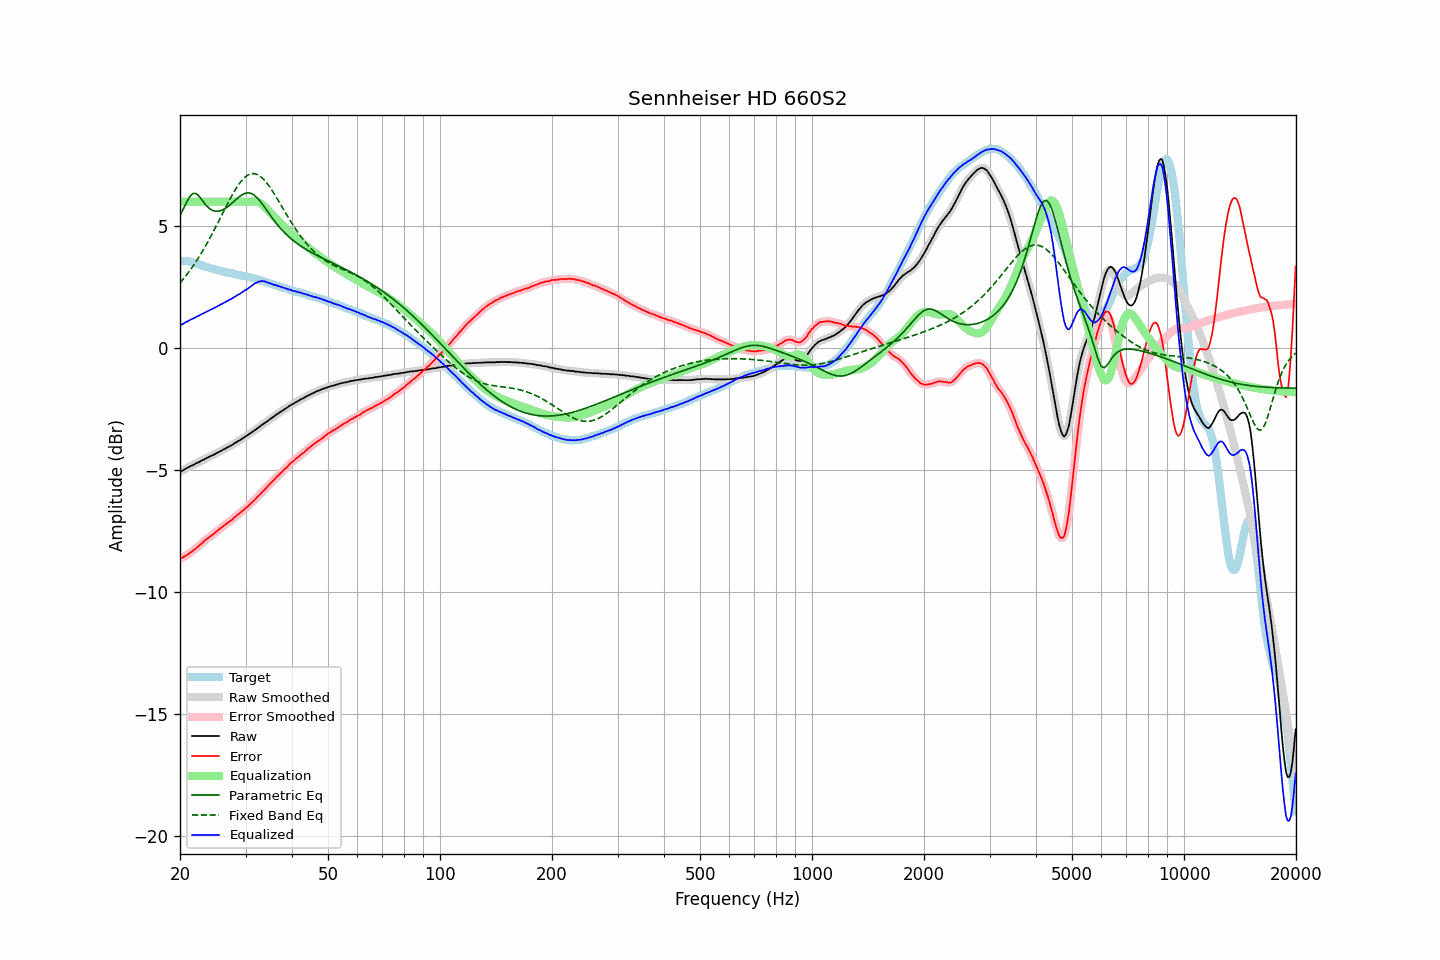 Sennheiser HD 660S2
Amplitude (dBr)
5
0
−5
−10
−15
−20
Target
Raw Smoothed
Error Smoothed
Raw
Error
Equalization
Parametric Eq
Fixed Band Eq
Equalized
20 50 100 200 500 1000 2000 5000 10000 20000
Frequency (Hz)